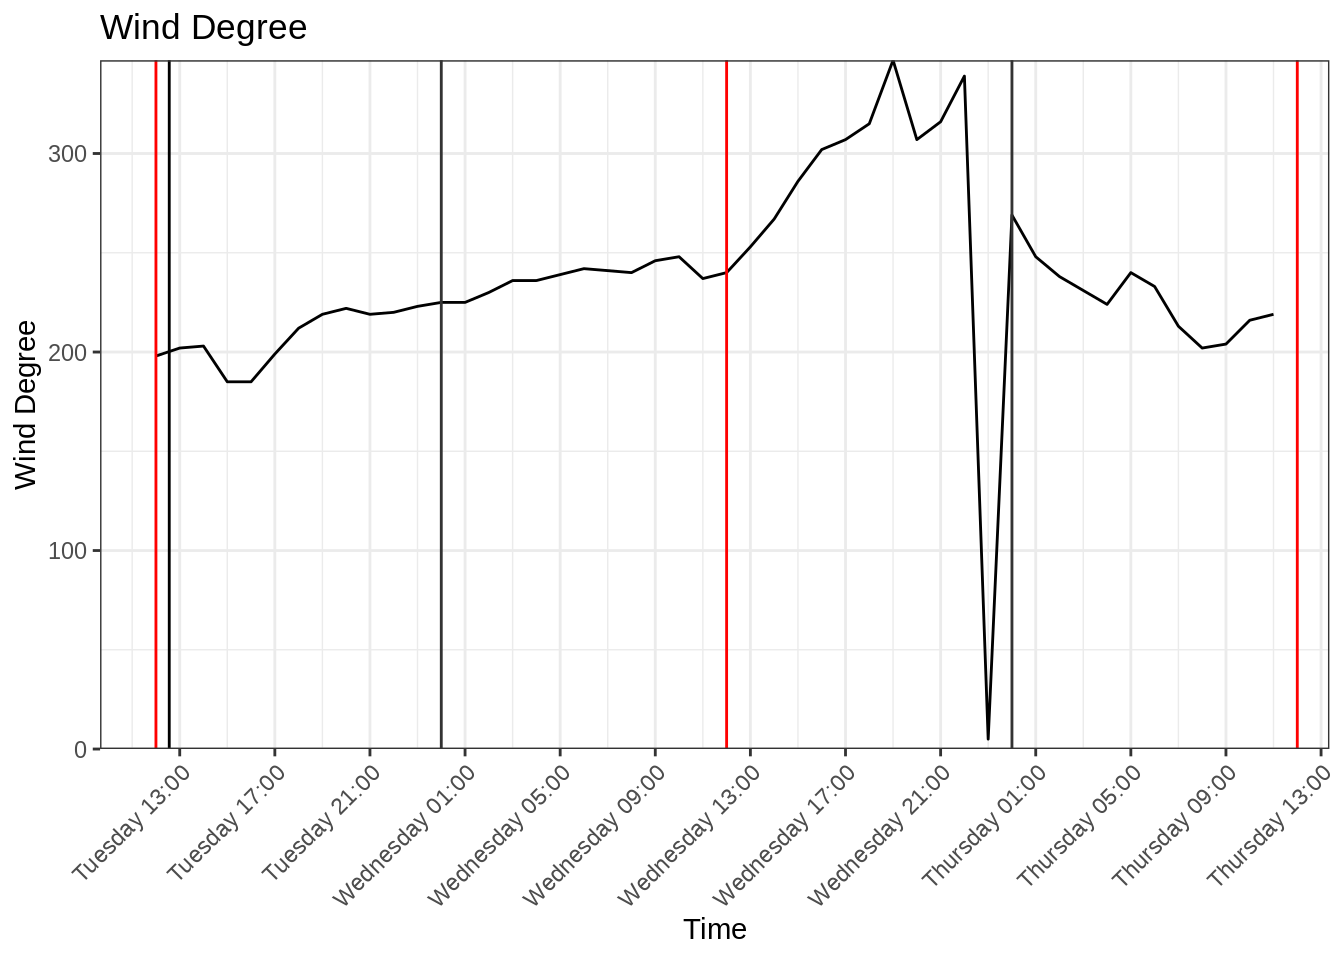 Wind Degree
Wind Degree
300
200
100
0
Tuesday 13:00
Tuesday 17:00
Tuesday 21:00
Wednesday 01:00
Wednesday 05:00
Wednesday 09:00
Wednesday 13:00
Wednesday 17:00
Wednesday 21:00
Thursday 01:00
Thursday 05:00
Thursday 09:00
Thursday 13:00
Time